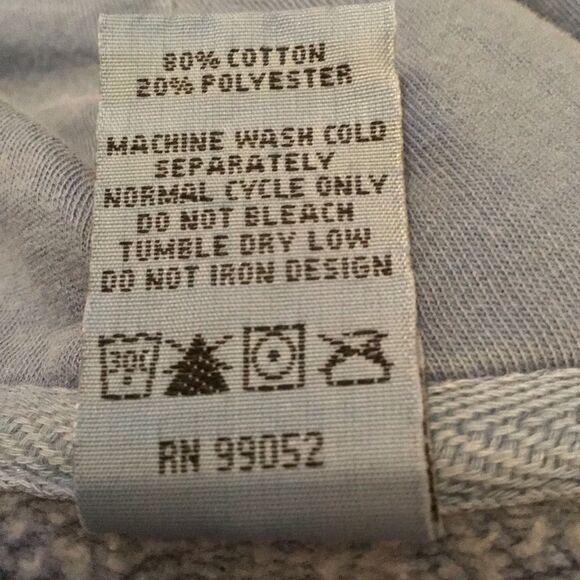 80% COTTON
20% POLYESTER
MACHINE WASH COLD
SEPARATELY
NORMAL CYCLE ONLY
DO NOT BLEACH
TUMBLE DRY LOW
DO NOT IRON DESIGN
30C
RN 99052